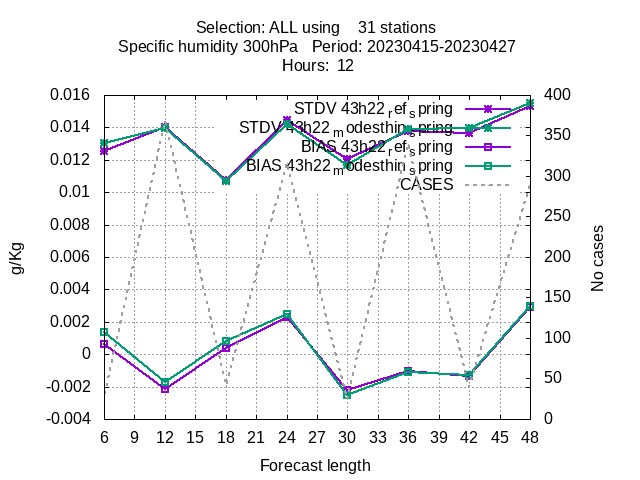 Selection: ALL using 31 stations
Specific humidity 300hPa Period: 20230415-20230427
Hours: 12
0.016
0.014
0.012
0.01
0.008
0.006
0.004
0.002
0
-0.002
-0.004
g/Kg
STDV 43h22_ref_spring
STDV 43h22_modesthin_spring
BIAS 43h22_ref_spring
BIAS 43h22_modesthin_spring
CASES
400
350
300
250
200
150
100
50
0
No cases
6 9 12 15 18 21 24 27 30 33 36 39 42 45 48
Forecast length